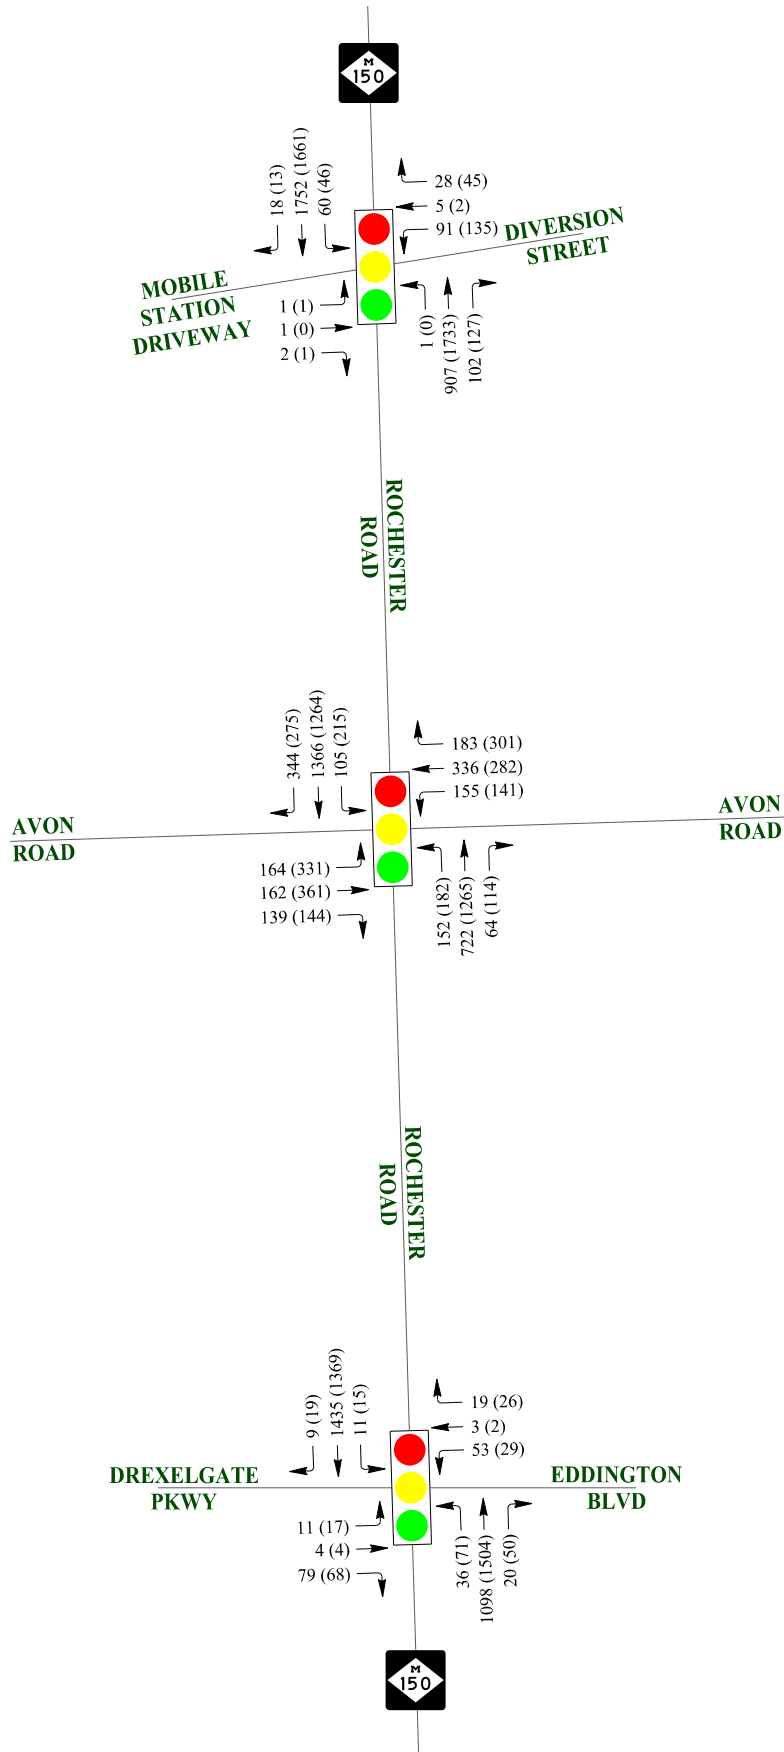 M
150
18 (13)
1752 (1661)
60 (46)
28 (45)
5 (2)
91 (135)
DIVERSION
STREET
MOBILE
STATION
DRIVEWAY
1 (1)
1 (0)
2 (1)
1 (0)
907 (1733)
102 (127)
ROCHESTER
ROAD
344 (275)
1366 (1264)
105 (215)
183 (301)
336 (282)
155 (141)
AVON
ROAD
AVON
ROAD
164 (331)
162 (361)
139 (144)
152 (182)
722 (1265)
64 (114)
ROCHESTER
ROAD
9 (19)
1435 (1369)
11 (15)
19 (26)
3 (2)
53 (29)
DREXELGATE
PKWY
EDDINGTON
BLVD
11 (17)
4 (4)
79 (68)
36 (71)
1098 (1504)
20 (50)
M
150